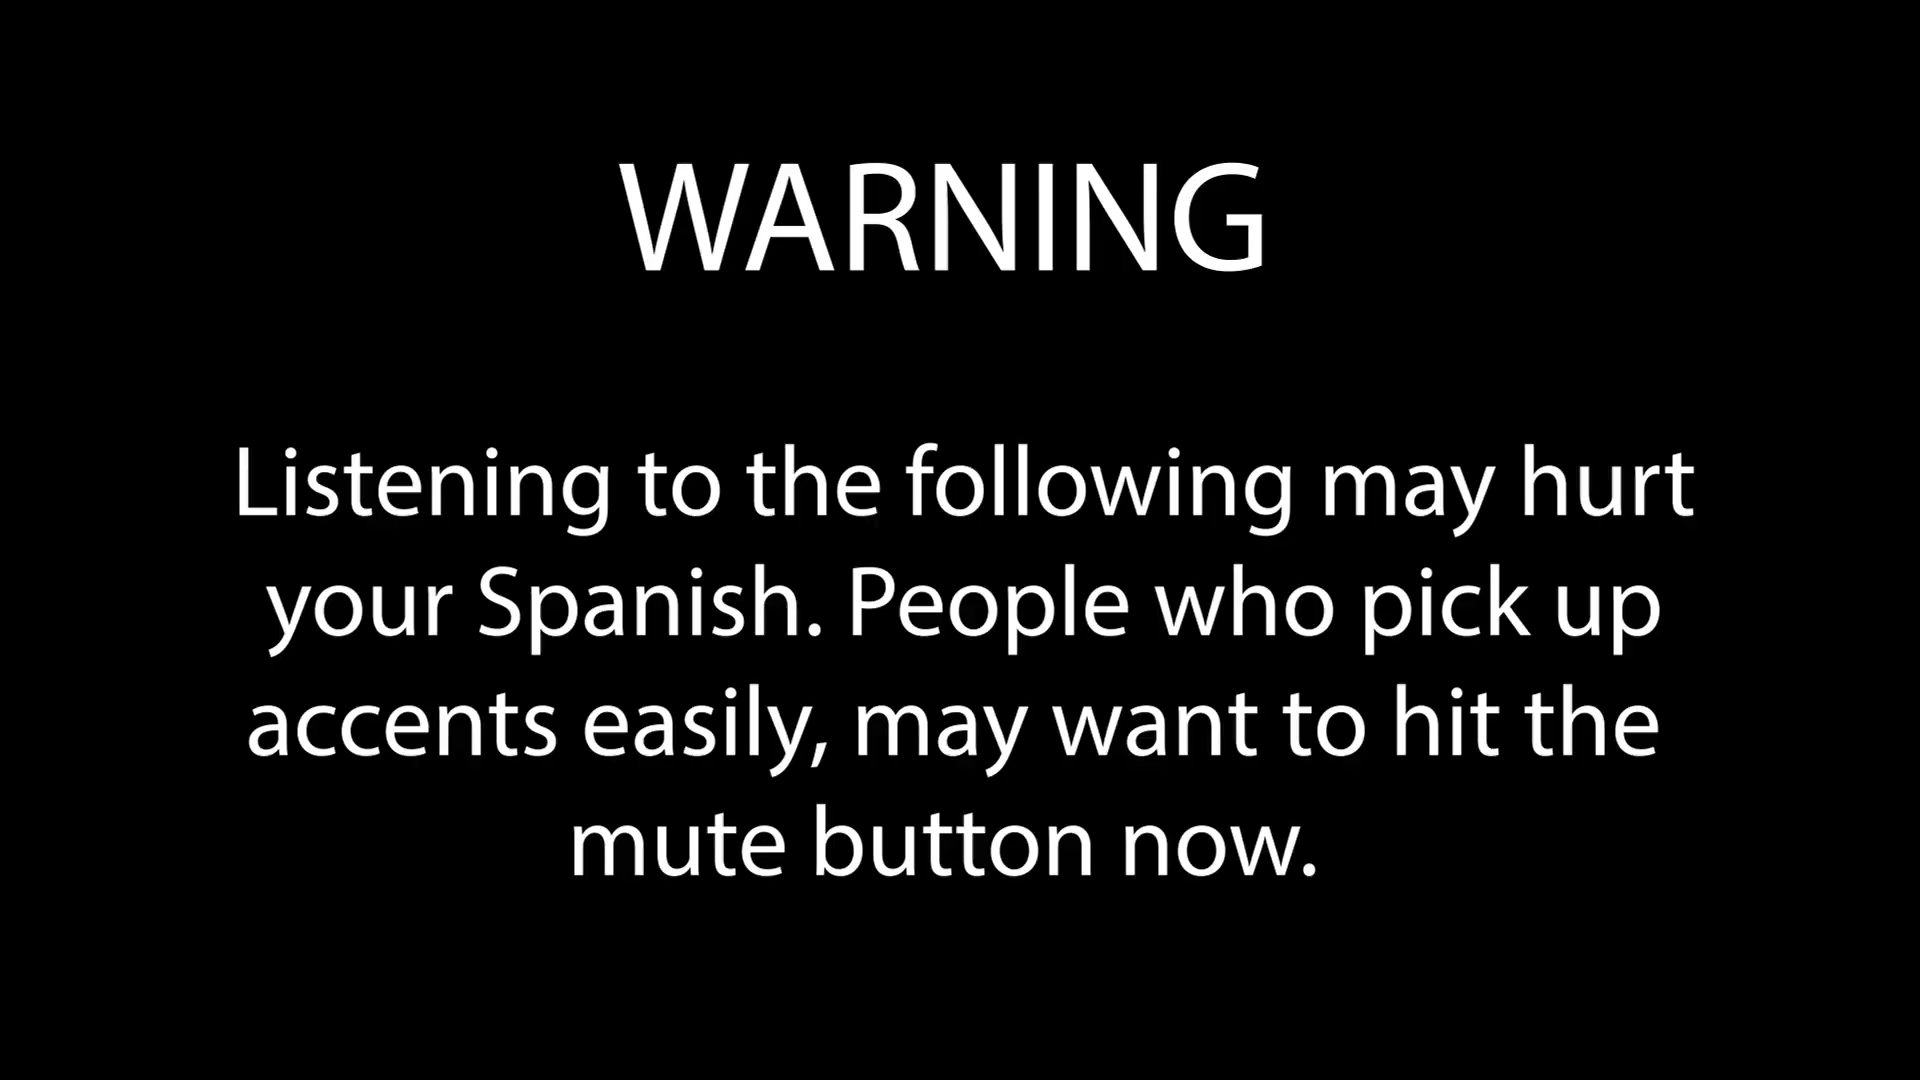 WARNING
Listening to the following may hurt
your Spanish. People who pick up
accents easily, may want to hit the
mute button now.